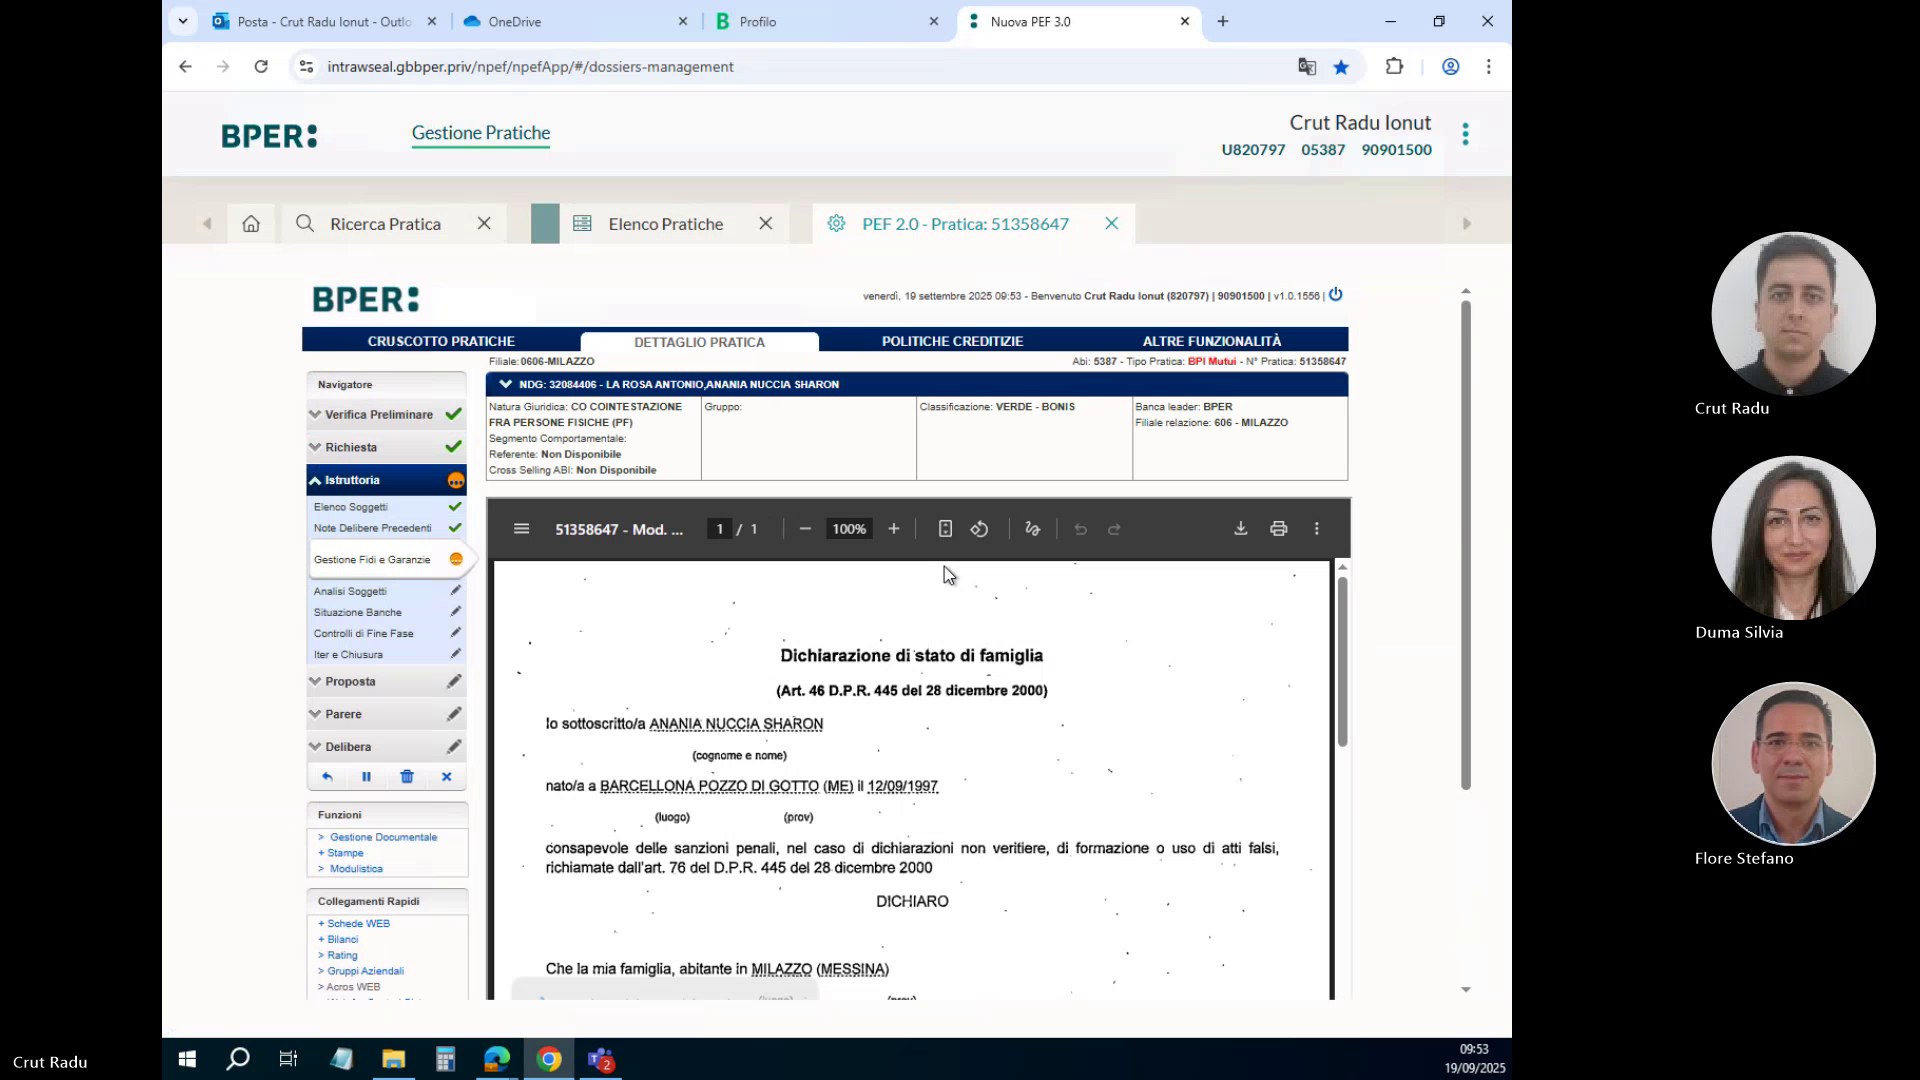 Posta - Crut Radu Ionut - Outlo
OneDrive
Profilo
Nuova PEF 3.0
intrawseal.gbbper.priv/npef/npefApp/#/dossiers-management
BPER:
Gestione Pratiche
Crut Radu Ionut
U820797 05387 90901500
Ricerca Pratica
Elenco Pratiche
PEF 2.0 - Pratica: 51358647
BPER:
venerdì, 19 settembre 2025 09:53 - Benvenuto Crut Radu Ionut (820797) | 90901500 | v1.0.1556 |
CRUSCOTTO PRATICHE
DETTAGLIO PRATICA
POLITICHE CREDITIZIE
ALTRE FUNZIONALITÀ
Filiale: 0606-MILAZZO
Abi: 5387 - Tipo Pratica: BPI Mutui - N° Pratica: 51358647
Navigatore
Verifica Preliminare
Richiesta
Istruttoria
Elenco Soggetti
Note Delibere Precedenti
Gestione Fidi e Garanzie
Analisi Soggetti
Situazione Banche
Controlli di Fine Fase
Iter e Chiusura
Proposta
Parere
Delibera
Funzioni
> Gestione Documentale
+ Stampe
> Modulistica
Collegamenti Rapidi
+ Schede WEB
+ Bilanci
> Rating
> Gruppi Aziendali
> Acros WEB
NDG: 32084406 - LA ROSA ANTONIO,ANANIA NUCCIA SHARON
Natura Giuridica: CO COINTESTAZIONE
FRA PERSONE FISICHE (PF)
Segmento Comportamentale:
Referente: Non Disponibile
Cross Selling ABI: Non Disponibile
Gruppo:
Classificazione: VERDE - BONIS
Banca leader: BPER
Filiale relazione: 606 - MILAZZO
51358647 - Mod. ...
1 / 1
100%
Dichiarazione di stato di famiglia
(Art. 46 D.P.R. 445 del 28 dicembre 2000)
Io sottoscritto/a ANANIA NUCCIA SHARON
(cognome e nome)
nato/a a BARCELLONA POZZO DI GOTTO (ME) il 12/09/1997
(luogo) (prov)
consapevole delle sanzioni penali, nel caso di dichiarazioni non veritiere, di formazione o uso di atti falsi,
richiamate dall'art. 76 del D.P.R. 445 del 28 dicembre 2000
DICHIARO
Che la mia famiglia, abitante in MILAZZO (MESSINA)
Crut Radu
Duma Silvia
Flore Stefano
Crut Radu
2
09:53
19/09/2025